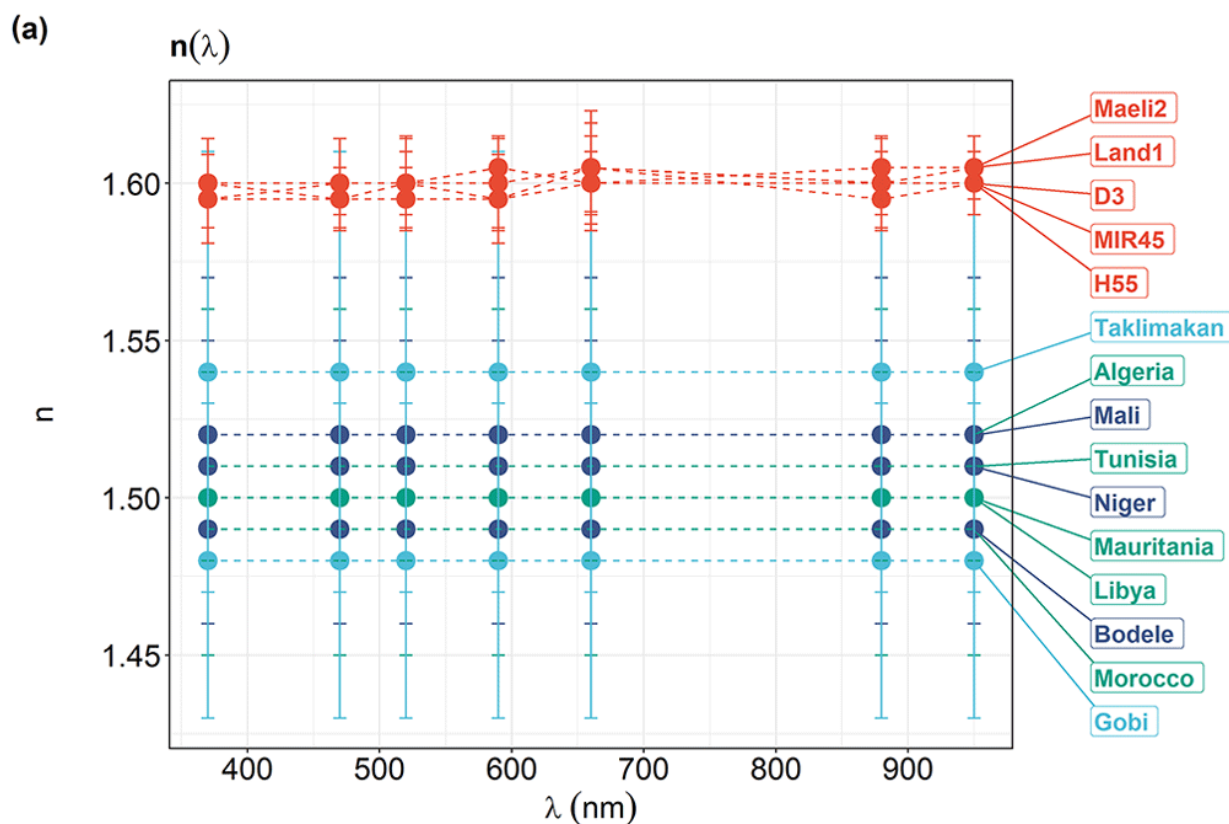 (a)
n(λ)
1.60
1.55
1.50
1.45
n
400
500
600
700
800
900
λ (nm)
Maeli2
Land1
D3
MIR45
H55
Taklimakan
Algeria
Mali
Tunisia
Niger
Mauritania
Libya
Bodele
Morocco
Gobi